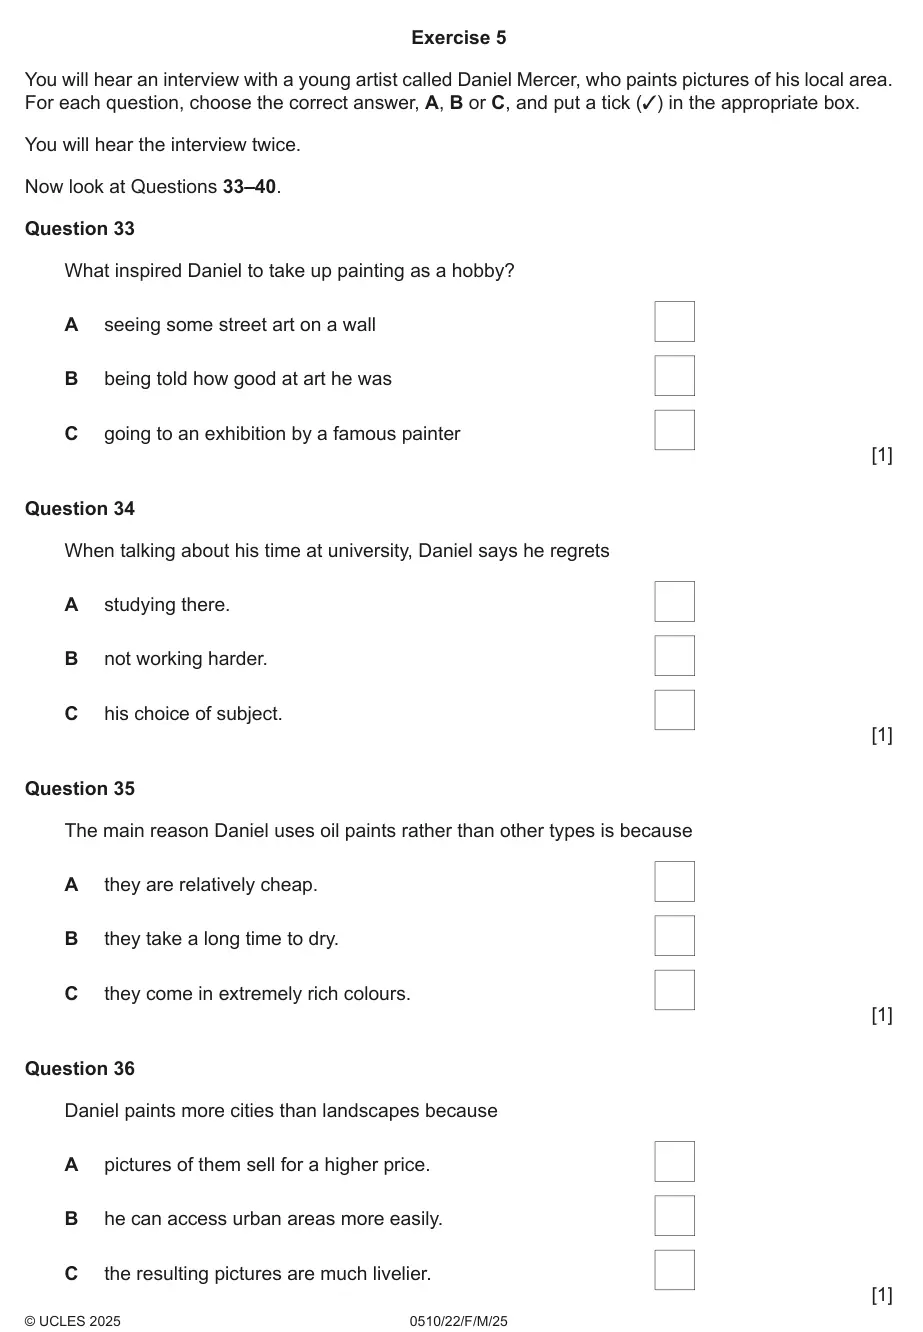 Exercise 5
You will hear an interview with a young artist called Daniel Mercer, who paints pictures of his local area.
For each question, choose the correct answer, A, B or C, and put a tick (✓) in the appropriate box.
You will hear the interview twice.
Now look at Questions 33–40.
Question 33
What inspired Daniel to take up painting as a hobby?
A seeing some street art on a wall
B being told how good at art he was
C going to an exhibition by a famous painter
[1]
Question 34
When talking about his time at university, Daniel says he regrets
A studying there.
B not working harder.
C his choice of subject.
[1]
Question 35
The main reason Daniel uses oil paints rather than other types is because
A they are relatively cheap.
B they take a long time to dry.
C they come in extremely rich colours.
[1]
Question 36
Daniel paints more cities than landscapes because
A pictures of them sell for a higher price.
B he can access urban areas more easily.
C the resulting pictures are much livelier.
[1]
© UCLES 2025 0510/22/F/M/25